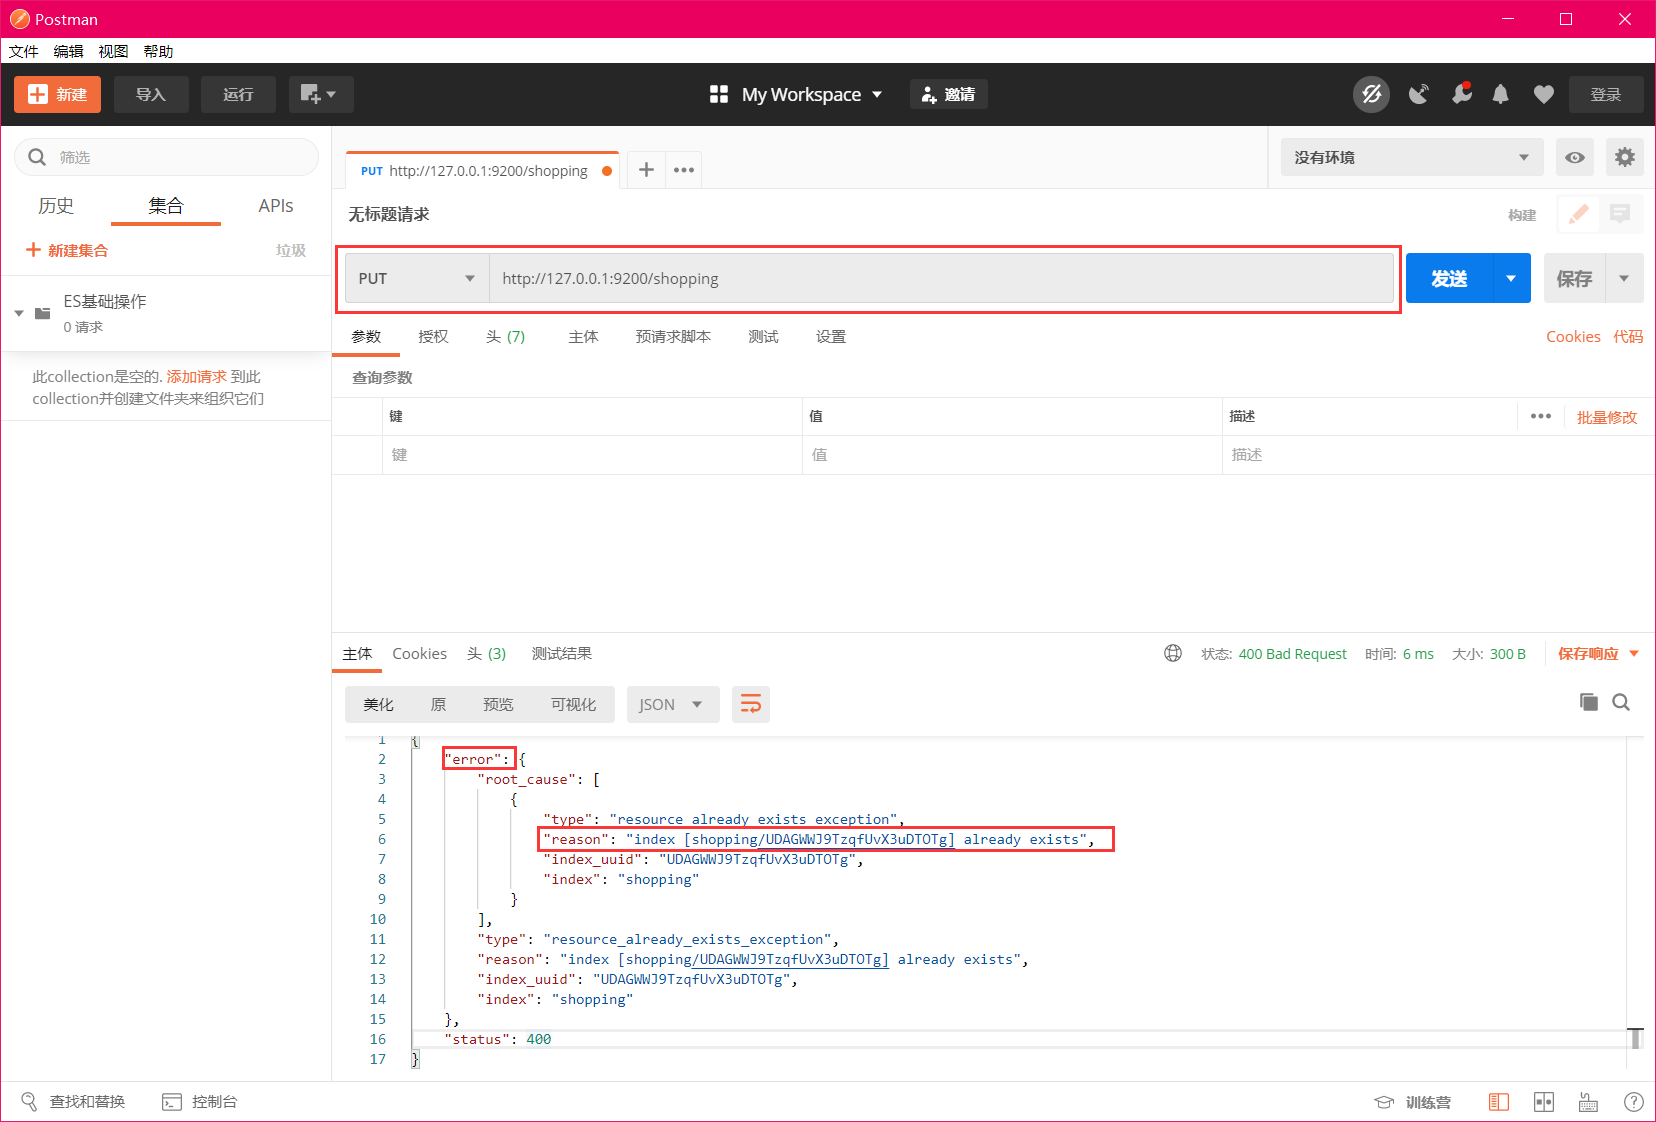 Postman
文件 编辑 视图 帮助
新建 导入 运行 My Workspace 邀请 登录
筛选
历史 集合 APIs
新建集合 垃圾
ES基础操作
0 请求
此collection是空的. 添加请求 到此
collection并创建文件夹来组织它们
PUT http://127.0.0.1:9200/shopping 没有环境
无标题请求 构建
PUT http://127.0.0.1:9200/shopping 发送 保存
参数 授权 头 (7) 主体 预请求脚本 测试 设置 Cookies 代码
查询参数
键 值 描述 批量修改
键 值 描述
主体 Cookies 头 (3) 测试结果 状态: 400 Bad Request 时间: 6 ms 大小: 300 B 保存响应
美化 原 预览 可视化 JSON
1 {
2 "error": {
3 "root_cause": [
4 {
5 "type": "resource_already_exists_exception",
6 "reason": "index [shopping/UDAGWWJ9TzqfUvX3uDTOTg] already exists",
7 "index_uuid": "UDAGWWJ9TzqfUvX3uDTOTg",
8 "index": "shopping"
9 }
10 ],
11 "type": "resource_already_exists_exception",
12 "reason": "index [shopping/UDAGWWJ9TzqfUvX3uDTOTg] already exists",
13 "index_uuid": "UDAGWWJ9TzqfUvX3uDTOTg",
14 "index": "shopping"
15 },
16 "status": 400
17 }
查找和替换 控制台 训练营